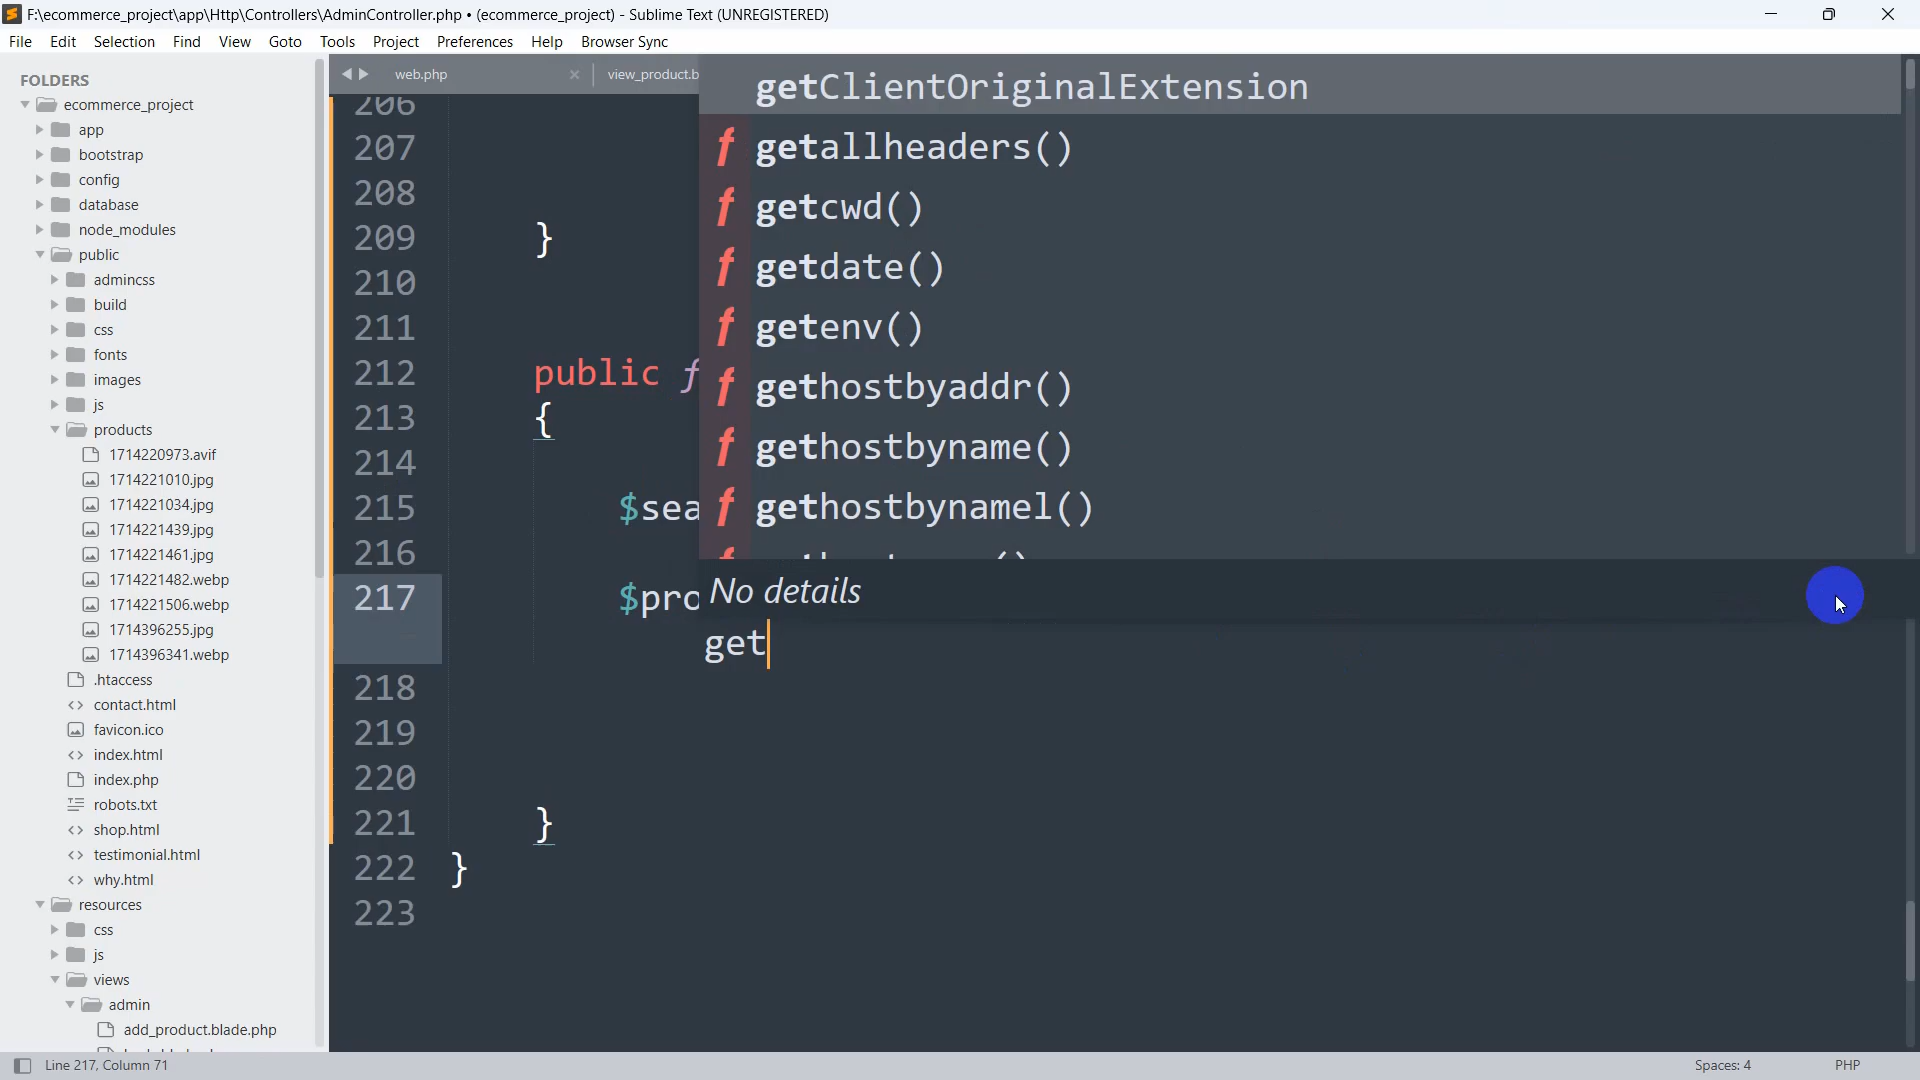 F:\ecommerce_project\app\Http\Controllers\AdminController.php • (ecommerce_project) - Sublime Text (UNREGISTERED)
File Edit Selection Find View Goto Tools Project Preferences Help Browser Sync
FOLDERS
ecommerce_project
app
bootstrap
config
database
node_modules
public
admincss
build
css
fonts
images
js
products
1714220973.avif
1714221010.jpg
1714221034.jpg
1714221439.jpg
1714221461.jpg
1714221482.webp
1714221506.webp
1714396255.jpg
1714396341.webp
.htaccess
contact.html
favicon.ico
index.html
index.php
robots.txt
shop.html
testimonial.html
why.html
resources
css
js
views
admin
add_product.blade.php
web.php view_product.b
206
207
208
209 }
210
211
212 public f
213 {
214
215 $sea
216
217 $pro
get
218
219
220
221 }
222 }
223
getClientOriginalExtension
f getallheaders()
f getcwd()
f getdate()
f getenv()
f gethostbyaddr()
f gethostbyname()
f gethostbynamel()
No details
Line 217, Column 71
Spaces: 4
PHP